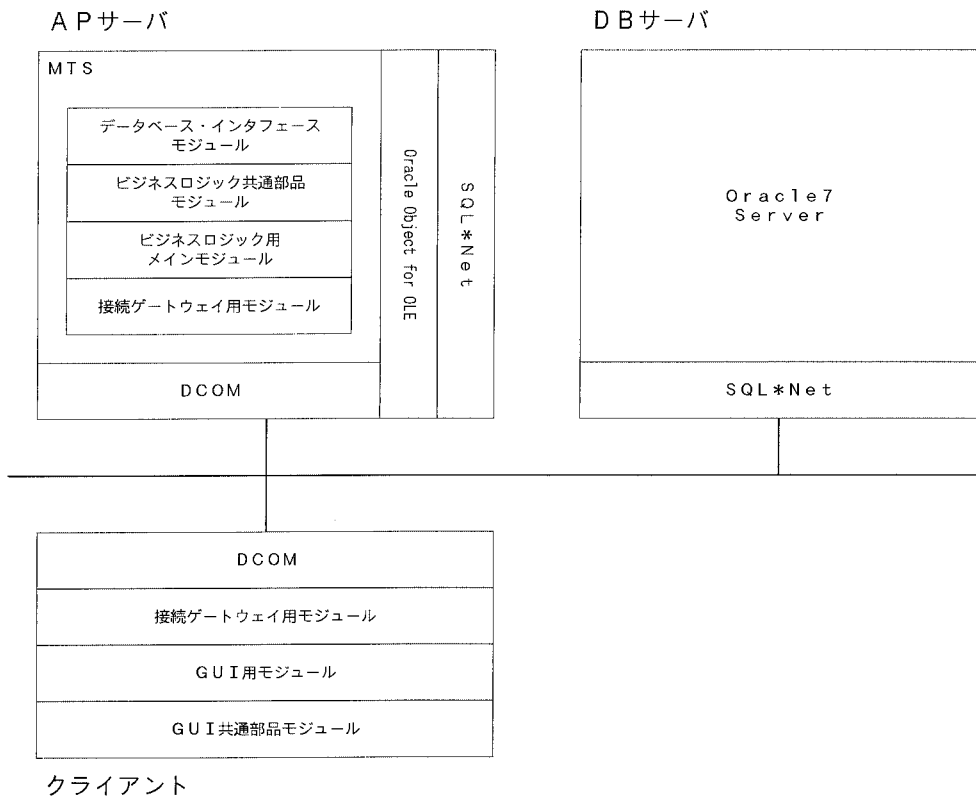 APサーバ
MTS
データベース・インタフェース
モジュール
ビジネスロジック共通部品
モジュール
ビジネスロジック用
メインモジュール
接続ゲートウェイ用モジュール
DCOM
Oracle Object for OLE
SQL*Net
DBサーバ
Oracle7
Server
SQL*Net
DCOM
接続ゲートウェイ用モジュール
GUI用モジュール
GUI共通部品モジュール
クライアント